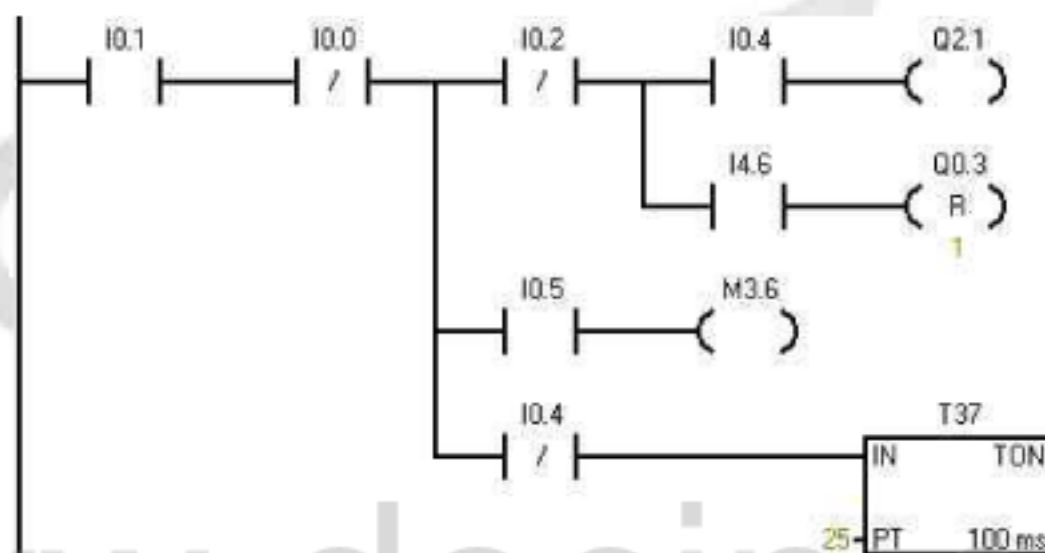 I0.1 I0.0 I0.2 I0.4 Q2.1
/ /
I4.6 Q0.3
R
1
I0.5 M3.6
I0.4 T37
/ IN TON
25 PT 100 ms